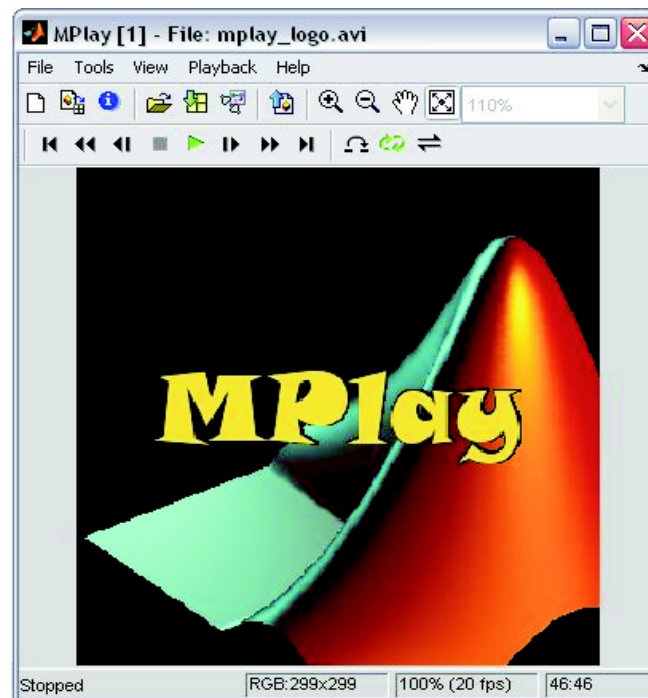 MPlay [1] - File: mplay_logo.avi
File Tools View Playback Help
110%
MPlay
Stopped RGB:299x299 100% (20 fps) 46:46